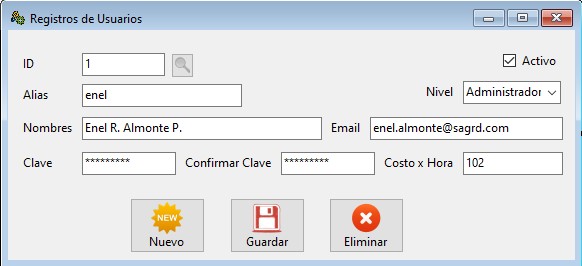 Registros de Usuarios
ID 1 Activo
Alias enel Nivel Administrador
Nombres Enel R. Almonte P. Email enel.almonte@sagrd.com
Clave ********* Confirmar Clave ********* Costo x Hora 102
NEW
Nuevo Guardar Eliminar